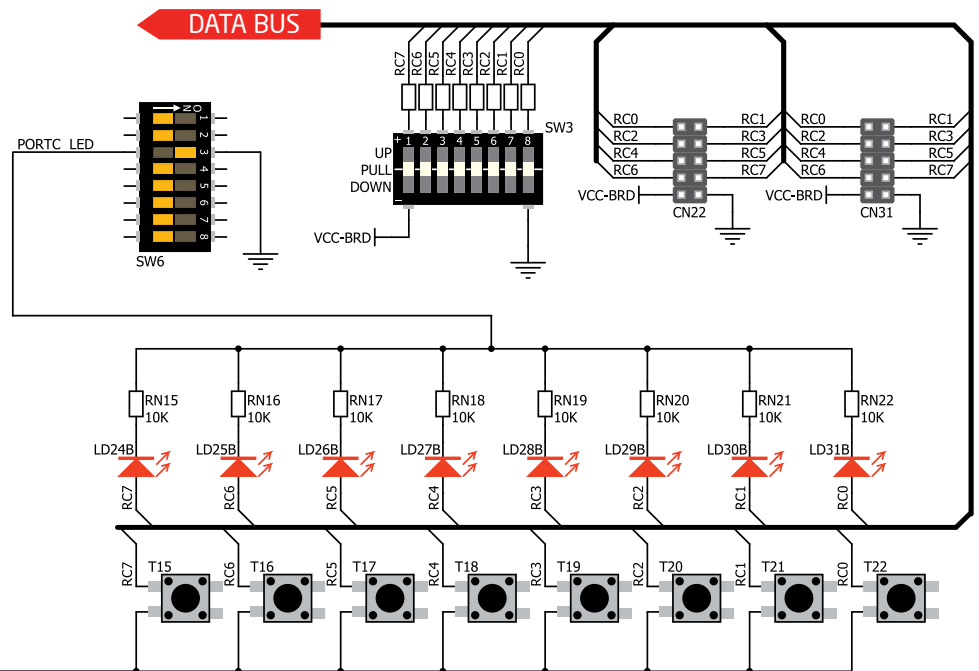 DATA BUS
RC7 RC6 RC5 RC4 RC3 RC2 RC1 RC0
ON
1
2
3
4
5
6
7
8
SW6
PORTC LED
SW3
+ 1 2 3 4 5 6 7 8
UP
PULL
DOWN
_
VCC-BRD
RC0 RC1
RC2 RC3
RC4 RC5
RC6 RC7
VCC-BRD
CN22
RC0 RC1
RC2 RC3
RC4 RC5
RC6 RC7
VCC-BRD
CN31
RN15 RN16 RN17 RN18 RN19 RN20 RN21 RN22
10K 10K 10K 10K 10K 10K 10K 10K
LD24B LD25B LD26B LD27B LD28B LD29B LD30B LD31B
RC7 RC6 RC5 RC4 RC3 RC2 RC1 RC0
RC7 RC6 RC5 RC4 RC3 RC2 RC1 RC0
T15 T16 T17 T18 T19 T20 T21 T22